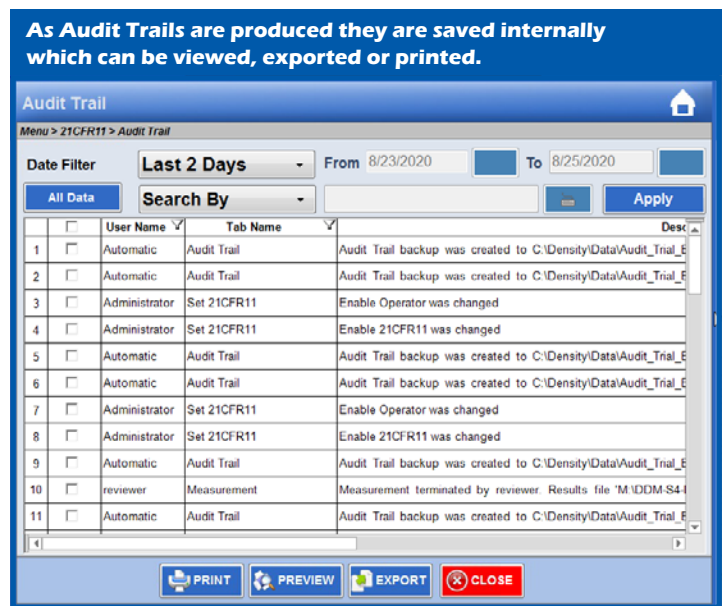 As Audit Trails are produced they are saved internally
which can be viewed, exported or printed.
Audit Trail
Menu > 21CFR11 > Audit Trail
Date Filter Last 2 Days From 8/23/2020 To 8/25/2020
All Data Search By Apply
User Name Tab Name Desc
1 Automatic Audit Trail Audit Trail backup was created to C:\Density\Data\Audit_Trial_E
2 Automatic Audit Trail Audit Trail backup was created to C:\Density\Data\Audit_Trial_E
3 Administrator Set 21CFR11 Enable Operator was changed
4 Administrator Set 21CFR11 Enable 21CFR11 was changed
5 Automatic Audit Trail Audit Trail backup was created to C:\Density\Data\Audit_Trial_E
6 Automatic Audit Trail Audit Trail backup was created to C:\Density\Data\Audit_Trial_E
7 Administrator Set 21CFR11 Enable Operator was changed
8 Administrator Set 21CFR11 Enable 21CFR11 was changed
9 Automatic Audit Trail Audit Trail backup was created to C:\Density\Data\Audit_Trial_E
10 reviewer Measurement Measurement terminated by reviewer. Results file 'M:\DDM-S4-
11 Automatic Audit Trail Audit Trail backup was created to C:\Density\Data\Audit_Trial_E
PRINT PREVIEW EXPORT CLOSE